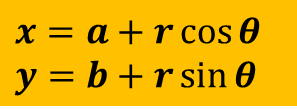 x = a + r cos θ
y = b + r sin θ